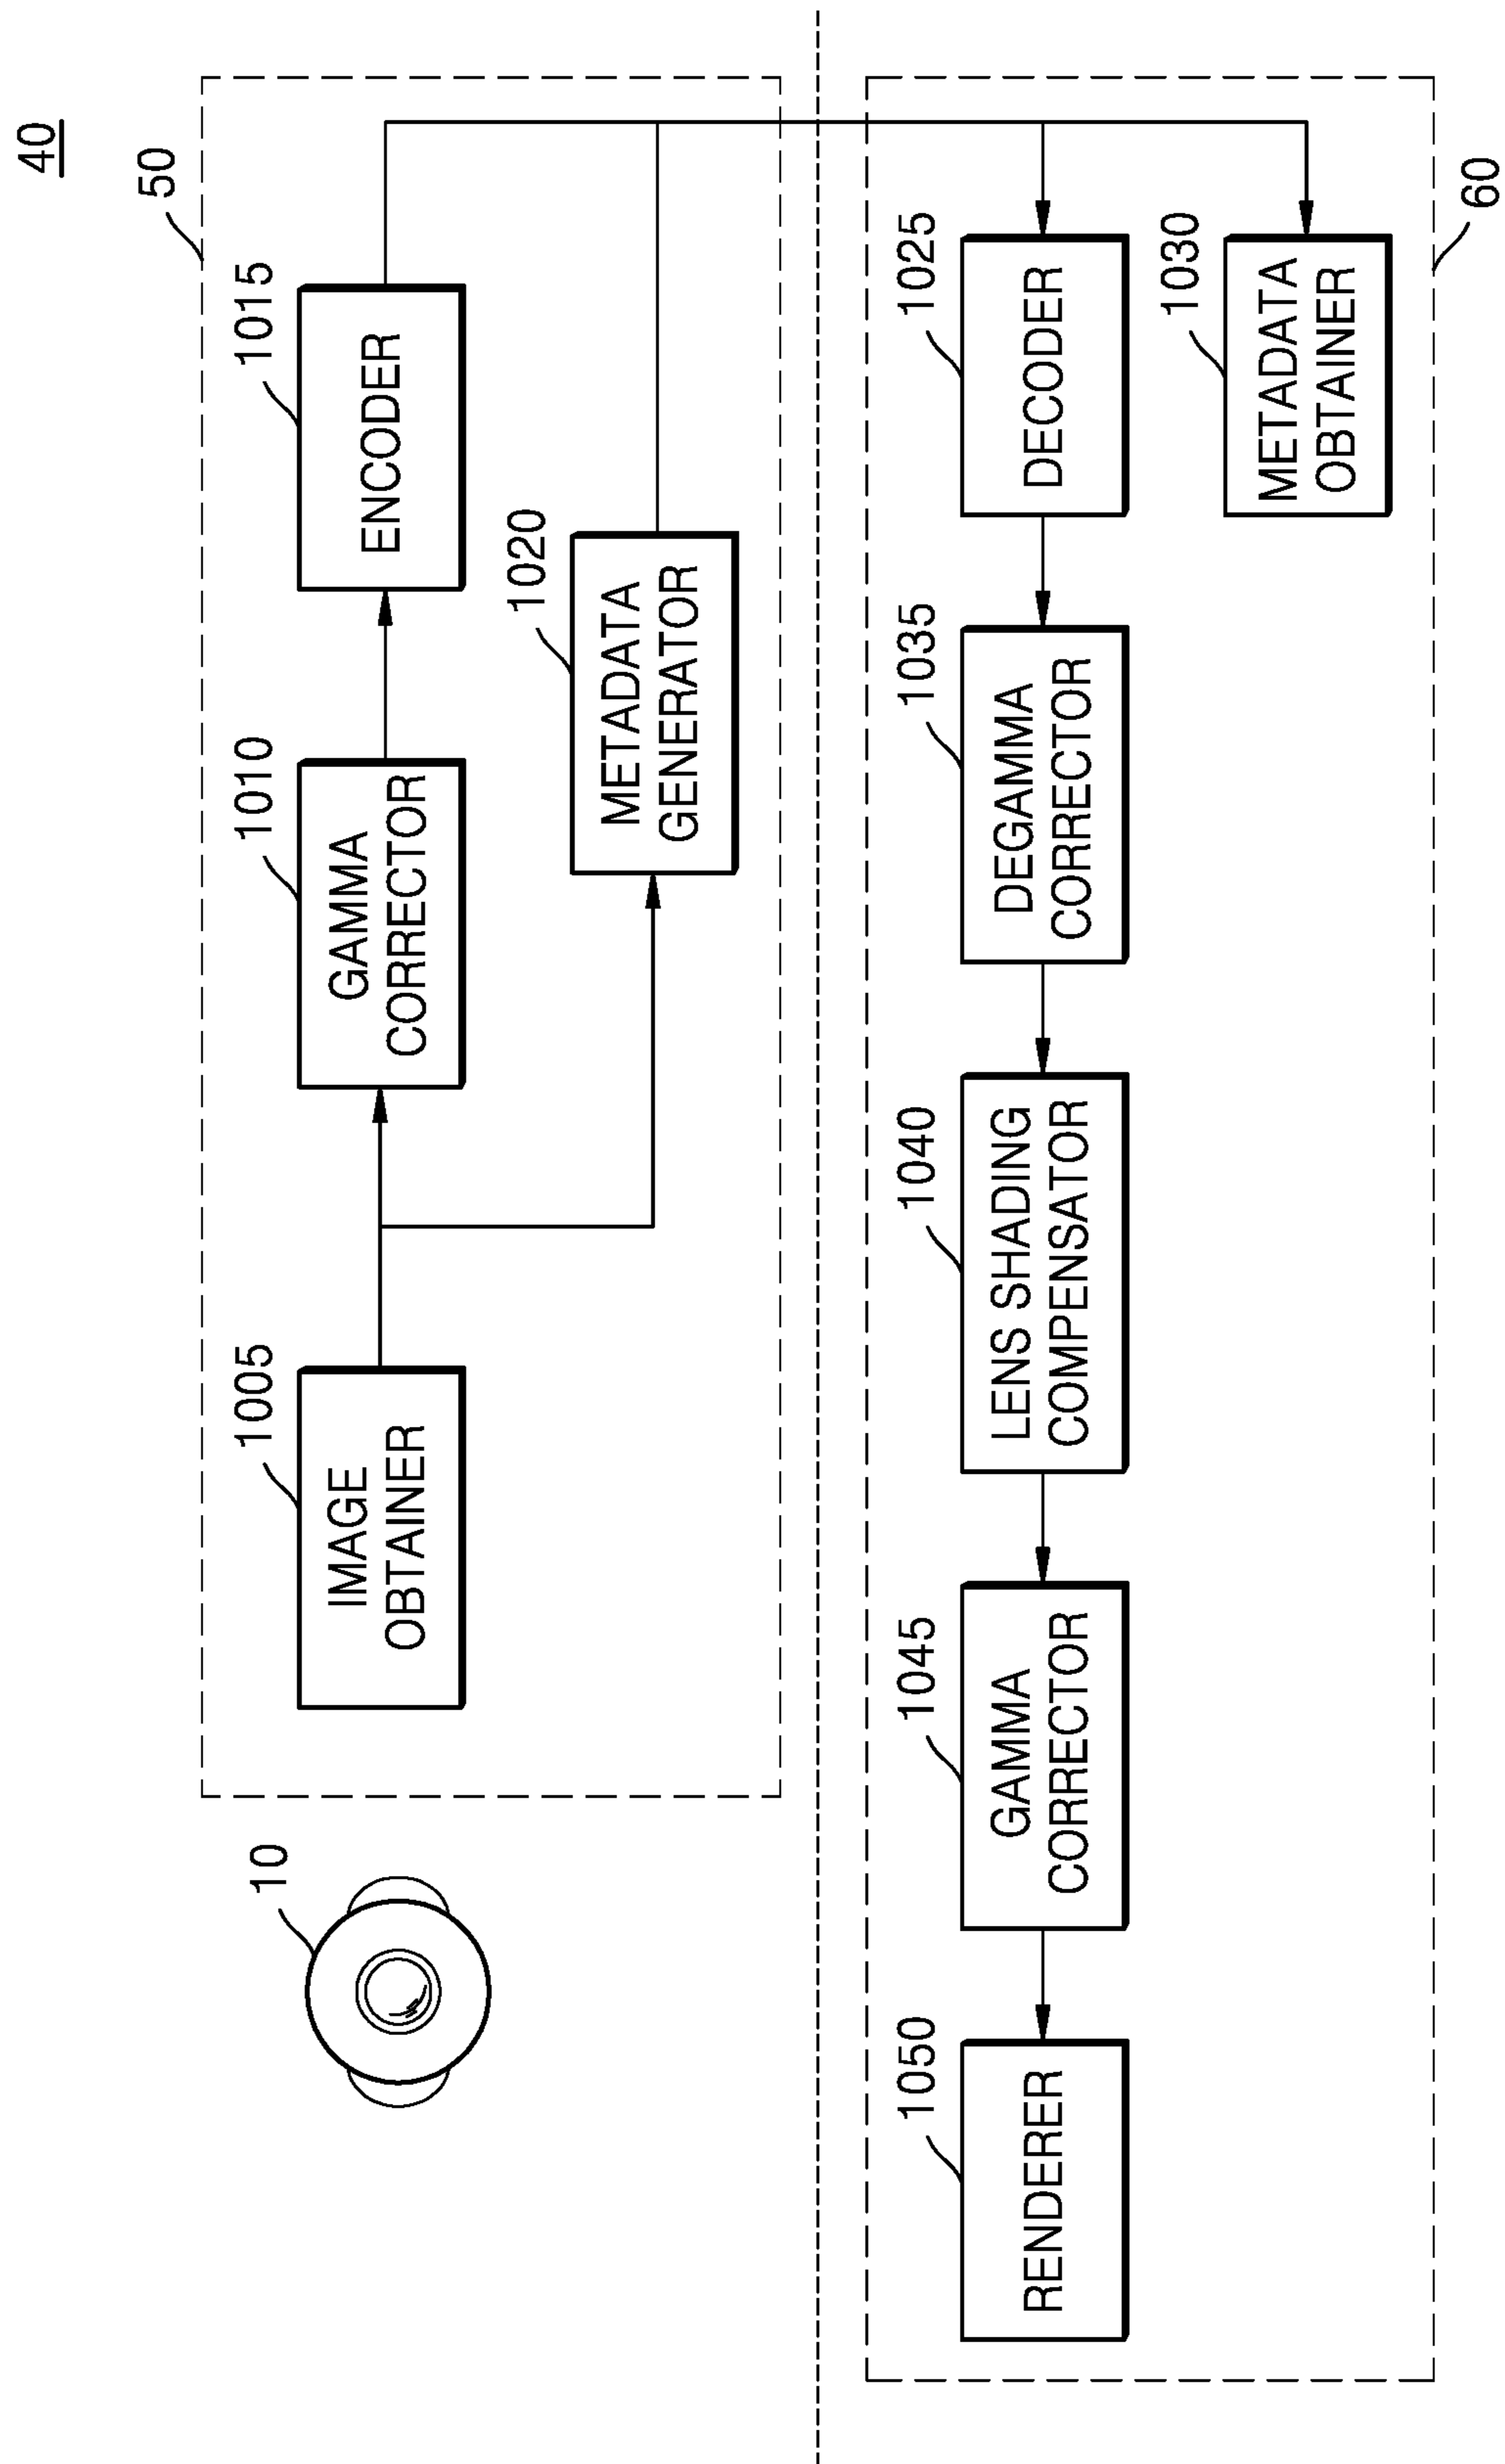 40
50
10
1005
IMAGE
OBTAINER
1010
GAMMA
CORRECTOR
1015
ENCODER
1020
METADATA
GENERATOR
1050
RENDERER
1045
GAMMA
CORRECTOR
1040
LENS SHADING
COMPENSATOR
1035
DEGAMMA
CORRECTOR
1025
DECODER
1030
METADATA
OBTAINER
60